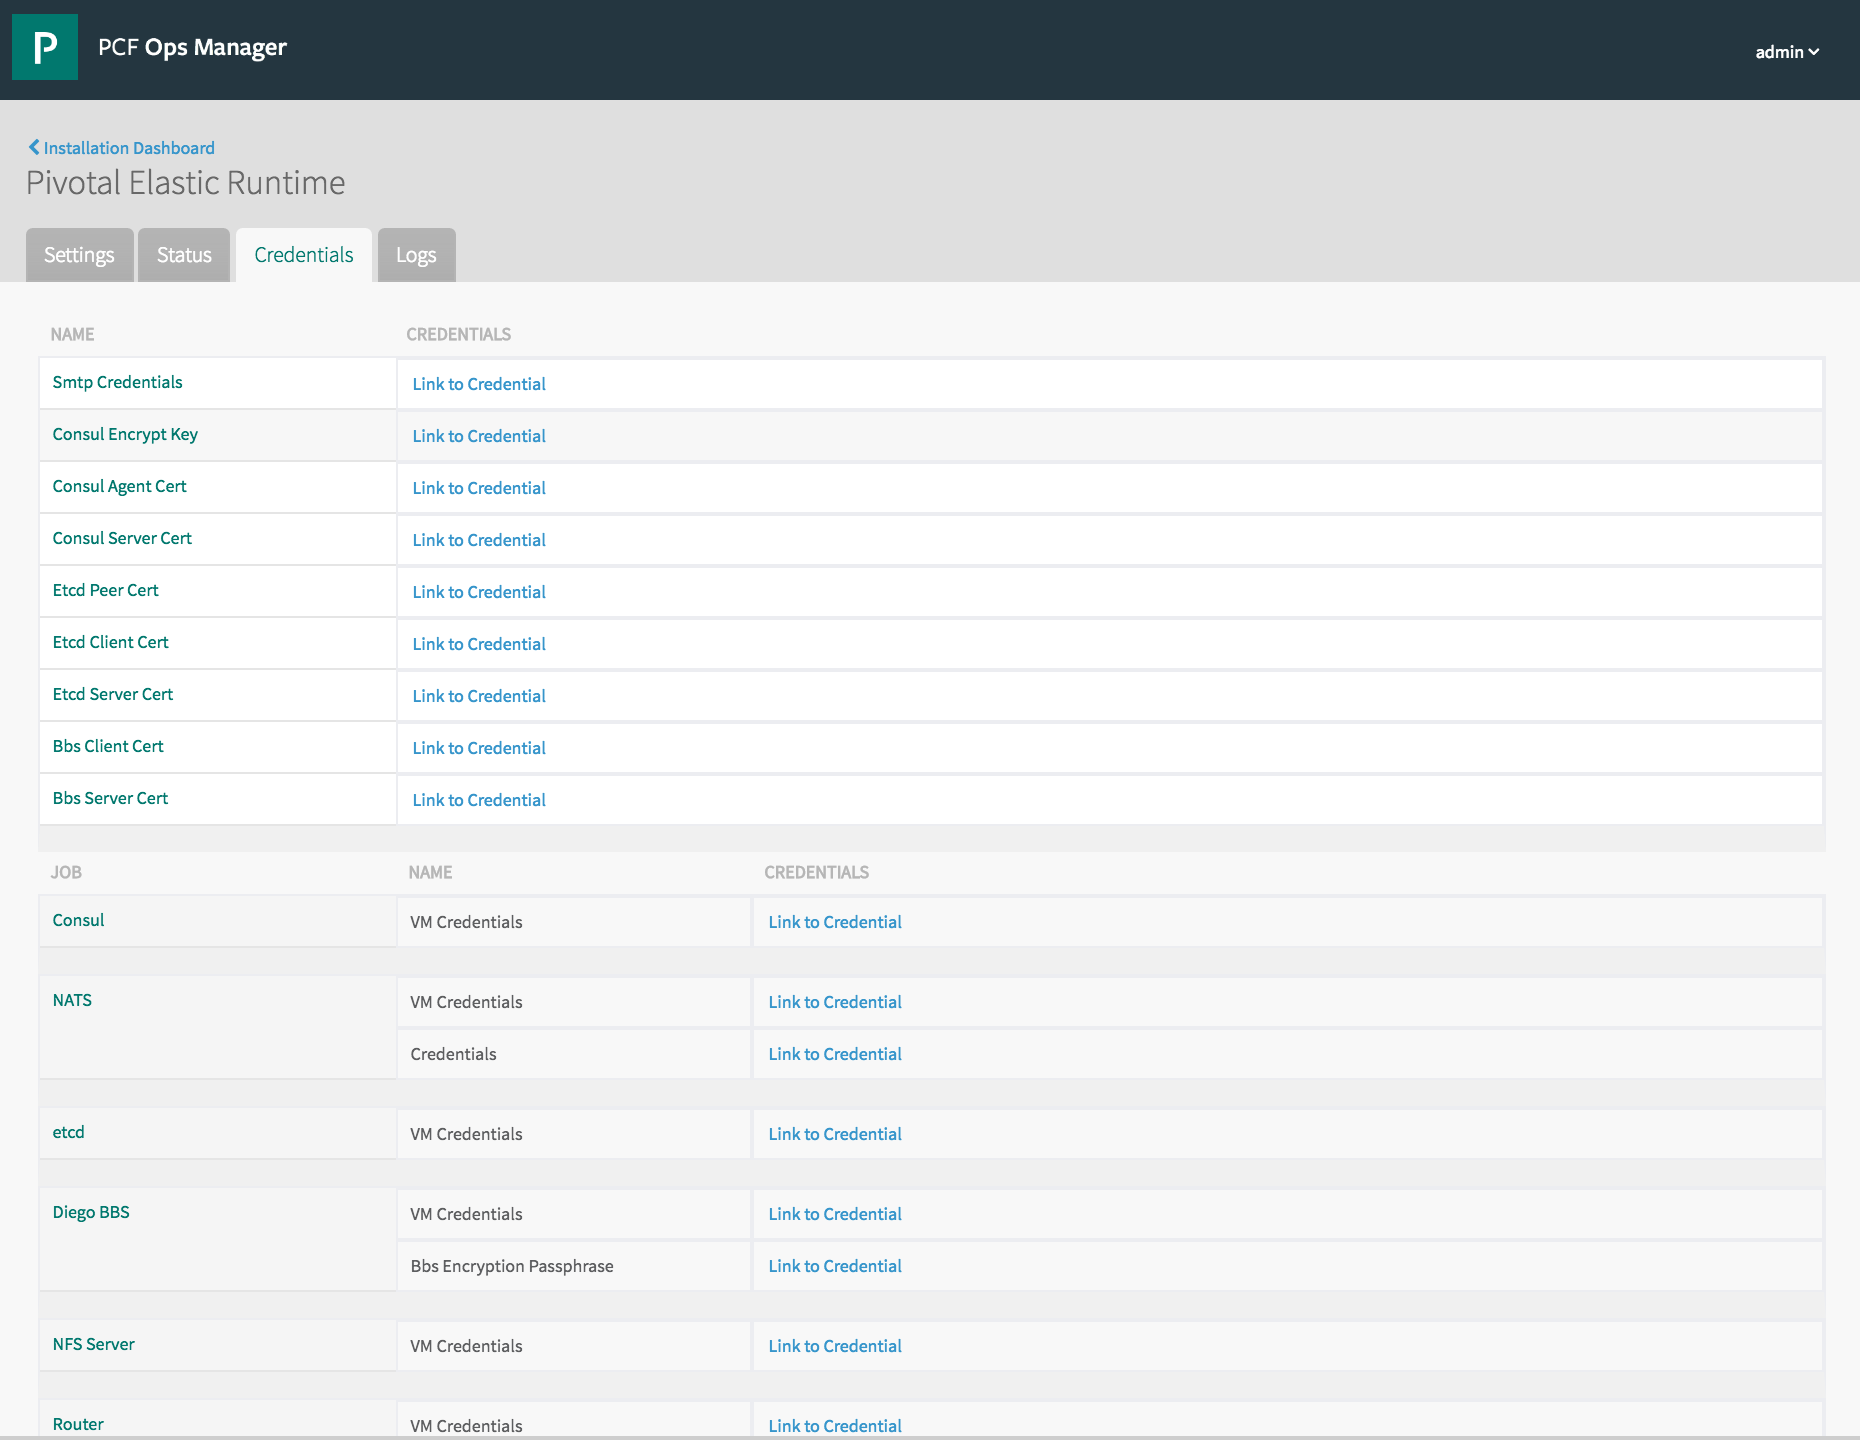 P PCF Ops Manager admin
Installation Dashboard
Pivotal Elastic Runtime
Settings Status Credentials Logs
NAME CREDENTIALS
Smtp Credentials Link to Credential
Consul Encrypt Key Link to Credential
Consul Agent Cert Link to Credential
Consul Server Cert Link to Credential
Etcd Peer Cert Link to Credential
Etcd Client Cert Link to Credential
Etcd Server Cert Link to Credential
Bbs Client Cert Link to Credential
Bbs Server Cert Link to Credential
JOB NAME CREDENTIALS
Consul VM Credentials Link to Credential
NATS VM Credentials Link to Credential
Credentials Link to Credential
etcd VM Credentials Link to Credential
Diego BBS VM Credentials Link to Credential
Bbs Encryption Passphrase Link to Credential
NFS Server VM Credentials Link to Credential
Router VM Credentials Link to Credential